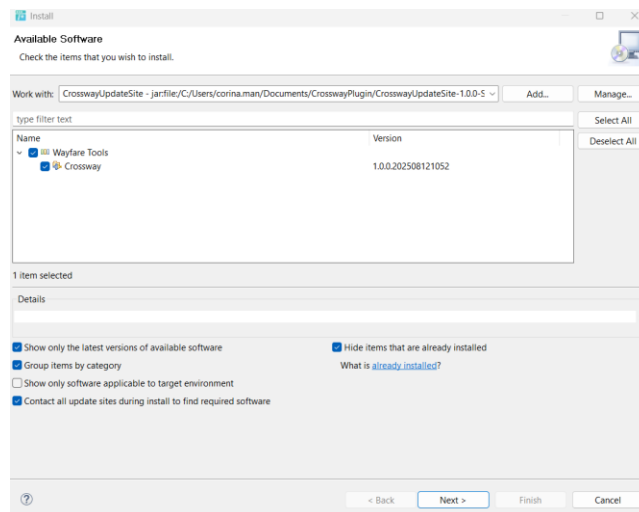 Install
Available Software
Check the items that you wish to install.
Work with: CrosswayUpdateSite - jar:file:/C:/Users/corina.man/Documents/CrosswayPlugin/CrosswayUpdateSite-1.0.0-S Add... Manage...
type filter text Select All
Name Version Deselect All
Wayfare Tools
Crossway 1.0.0.202508121052
1 item selected
Details
Show only the latest versions of available software Hide items that are already installed
Group items by category What is already installed?
Show only software applicable to target environment
Contact all update sites during install to find required software
? < Back Next > Finish Cancel